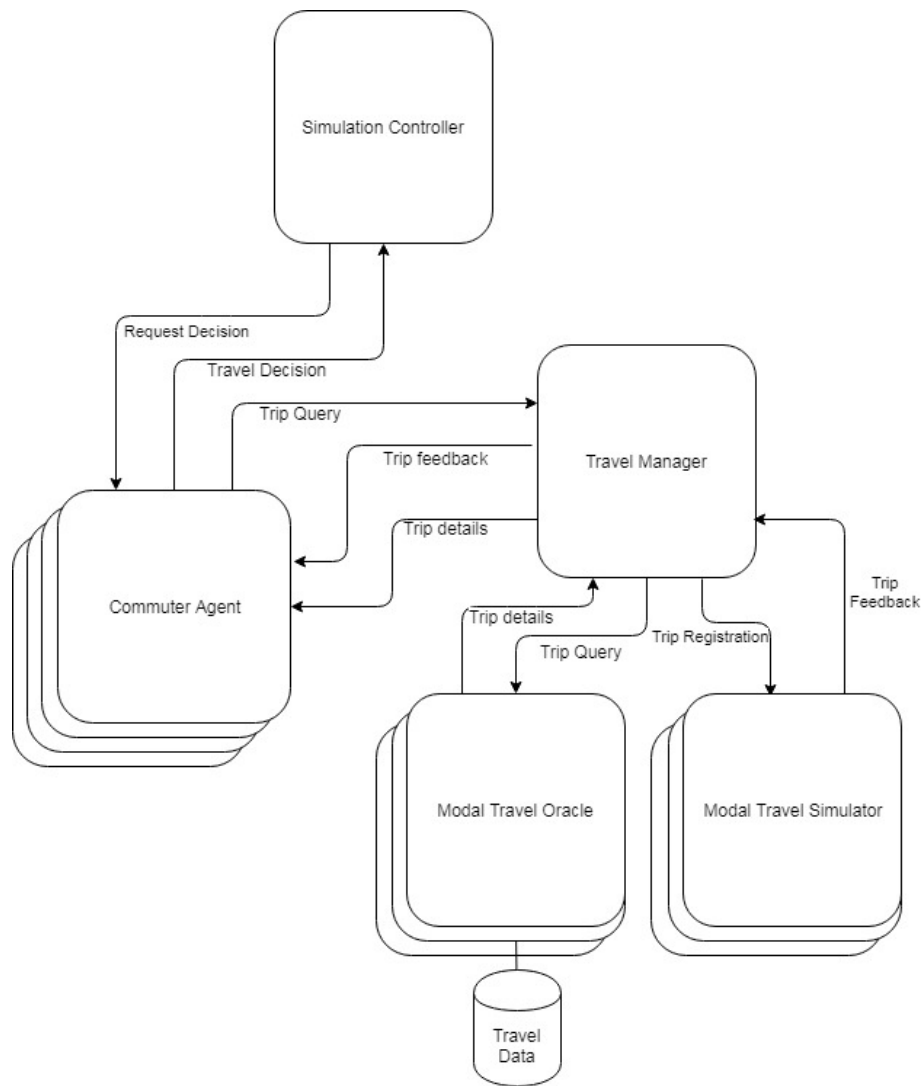 Simulation Controller
Request Decision
Travel Decision
Trip Query
Trip feedback
Travel Manager
Trip details
Commuter Agent
Trip details
Trip Query
Trip Registration
Trip
Feedback
Modal Travel Oracle
Modal Travel Simulator
Travel
Data